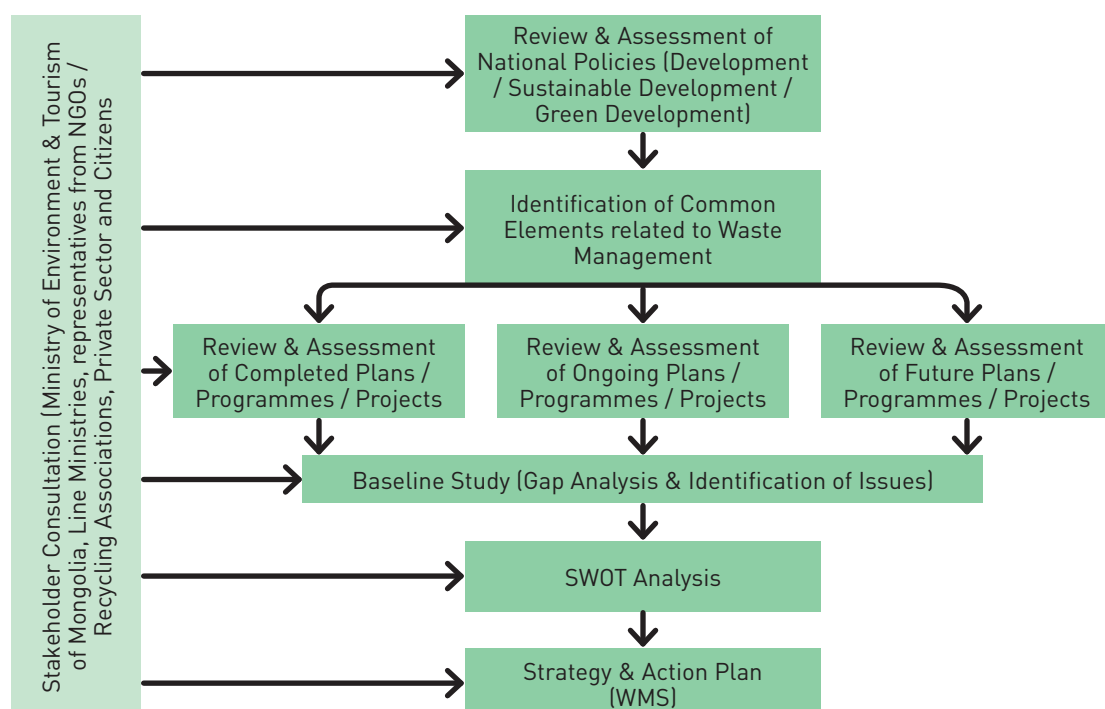 Stakeholder Consultation (Ministry of Environment & Tourism
of Mongolia, Line Ministries, representatives from NGOs /
Recycling Associations, Private Sector and Citizens
Review & Assessment of
National Policies (Development
/ Sustainable Development /
Green Development)
Identification of Common
Elements related to Waste
Management
Review & Assessment
of Completed Plans /
Programmes / Projects
Review & Assessment
of Ongoing Plans /
Programmes / Projects
Review & Assessment
of Future Plans /
Programmes / Projects
Baseline Study (Gap Analysis & Identification of Issues)
SWOT Analysis
Strategy & Action Plan
(WMS)